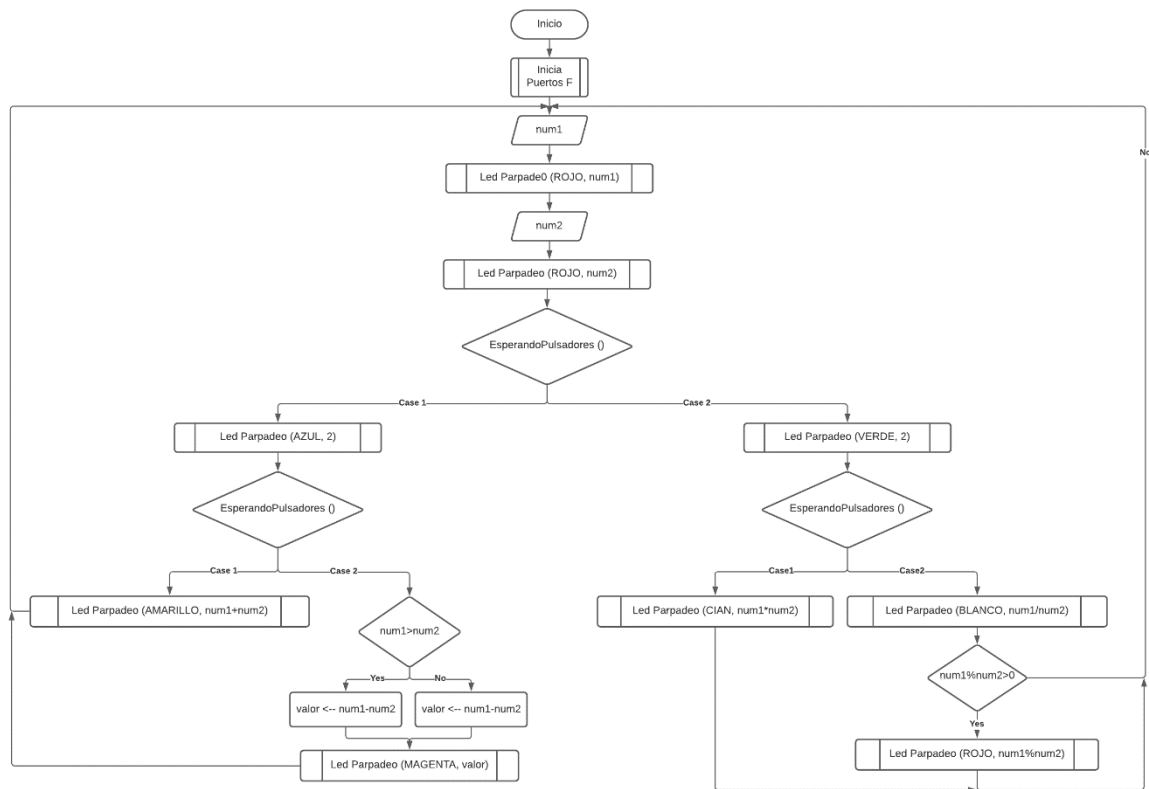 Inicio
Inicia
Puertos F
num1
No
Led Parpade0 (ROJO, num1)
num2
Led Parpadeo (ROJO, num2)
EsperandoPulsadores ()
Case 1
Case 2
Led Parpadeo (AZUL, 2)
Led Parpadeo (VERDE, 2)
EsperandoPulsadores ()
EsperandoPulsadores ()
Case 1
Case 2
Case1
Case2
Led Parpadeo (AMARILLO, num1+num2)
Led Parpadeo (CIAN, num1*num2)
Led Parpadeo (BLANCO, num1/num2)
num1>num2
num1%num2>0
Yes
No
valor <-- num1-num2
valor <-- num1-num2
Yes
Led Parpadeo (MAGENTA, valor)
Led Parpadeo (ROJO, num1%num2)